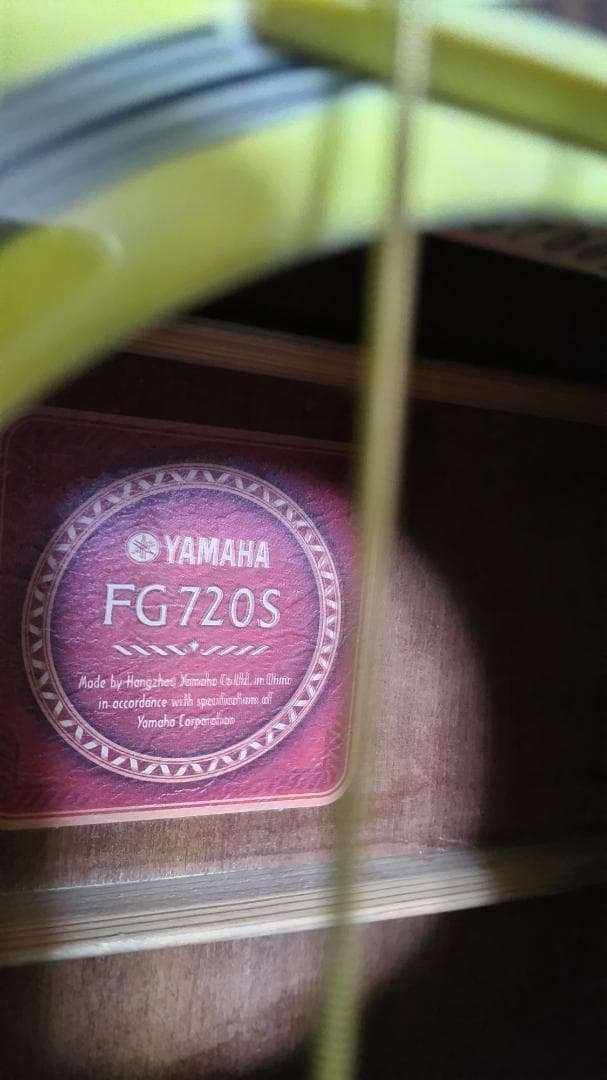 YAMAHA
FG720S
Made by Hangzhou Yamaha Co.Ltd. in China
in accordance with specifications of
Yamaha Corporation